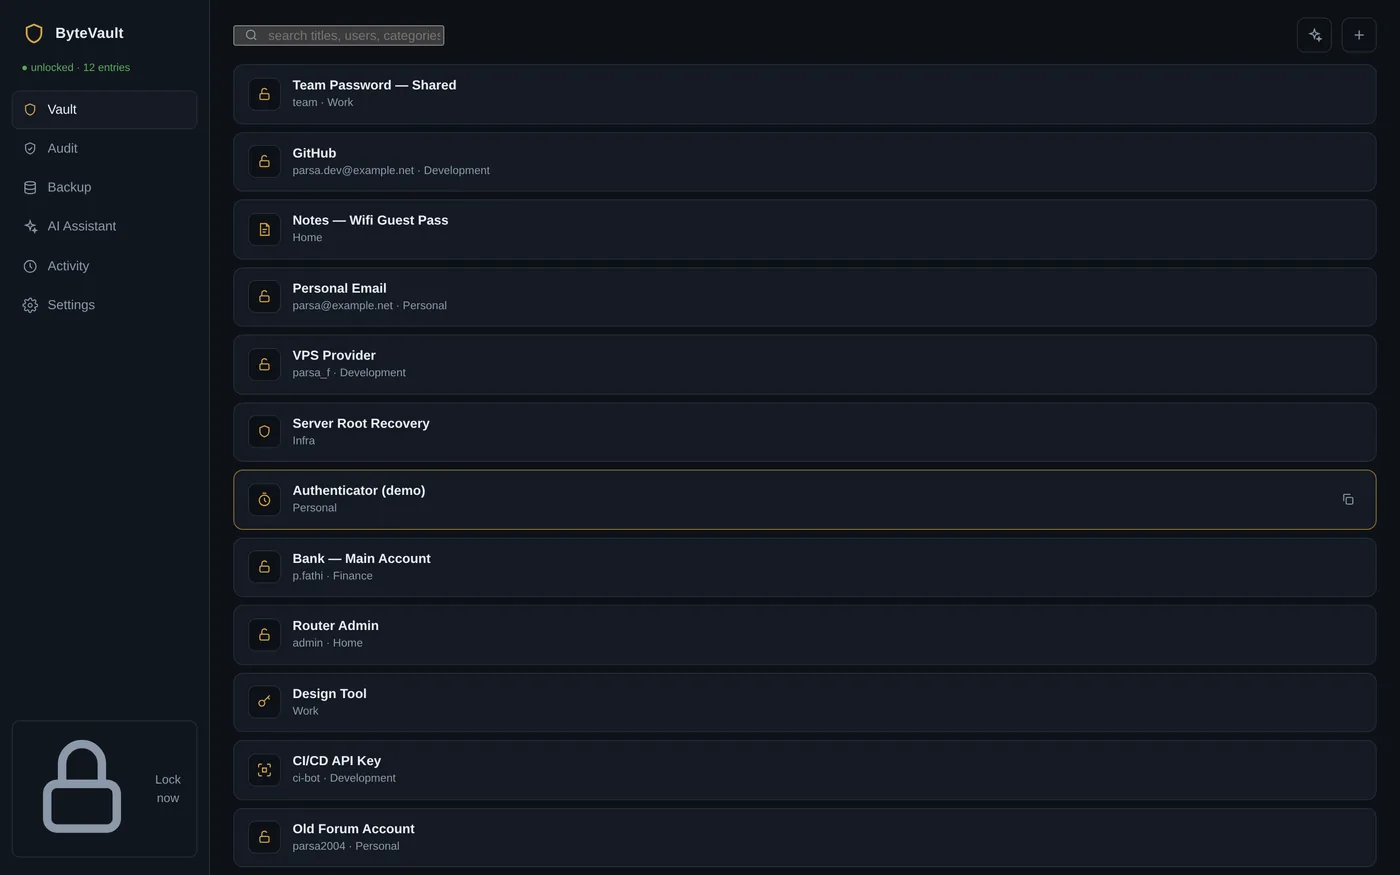 ByteVault
● unlocked · 12 entries
Vault
Audit
Backup
AI Assistant
Activity
Settings
Lock
now
search titles, users, categories
Team Password — Shared
team · Work
GitHub
parsa.dev@example.net · Development
Notes — Wifi Guest Pass
Home
Personal Email
parsa@example.net · Personal
VPS Provider
parsa_f · Development
Server Root Recovery
Infra
Authenticator (demo)
Personal
Bank — Main Account
p.fathi · Finance
Router Admin
admin · Home
Design Tool
Work
CI/CD API Key
ci-bot · Development
Old Forum Account
parsa2004 · Personal